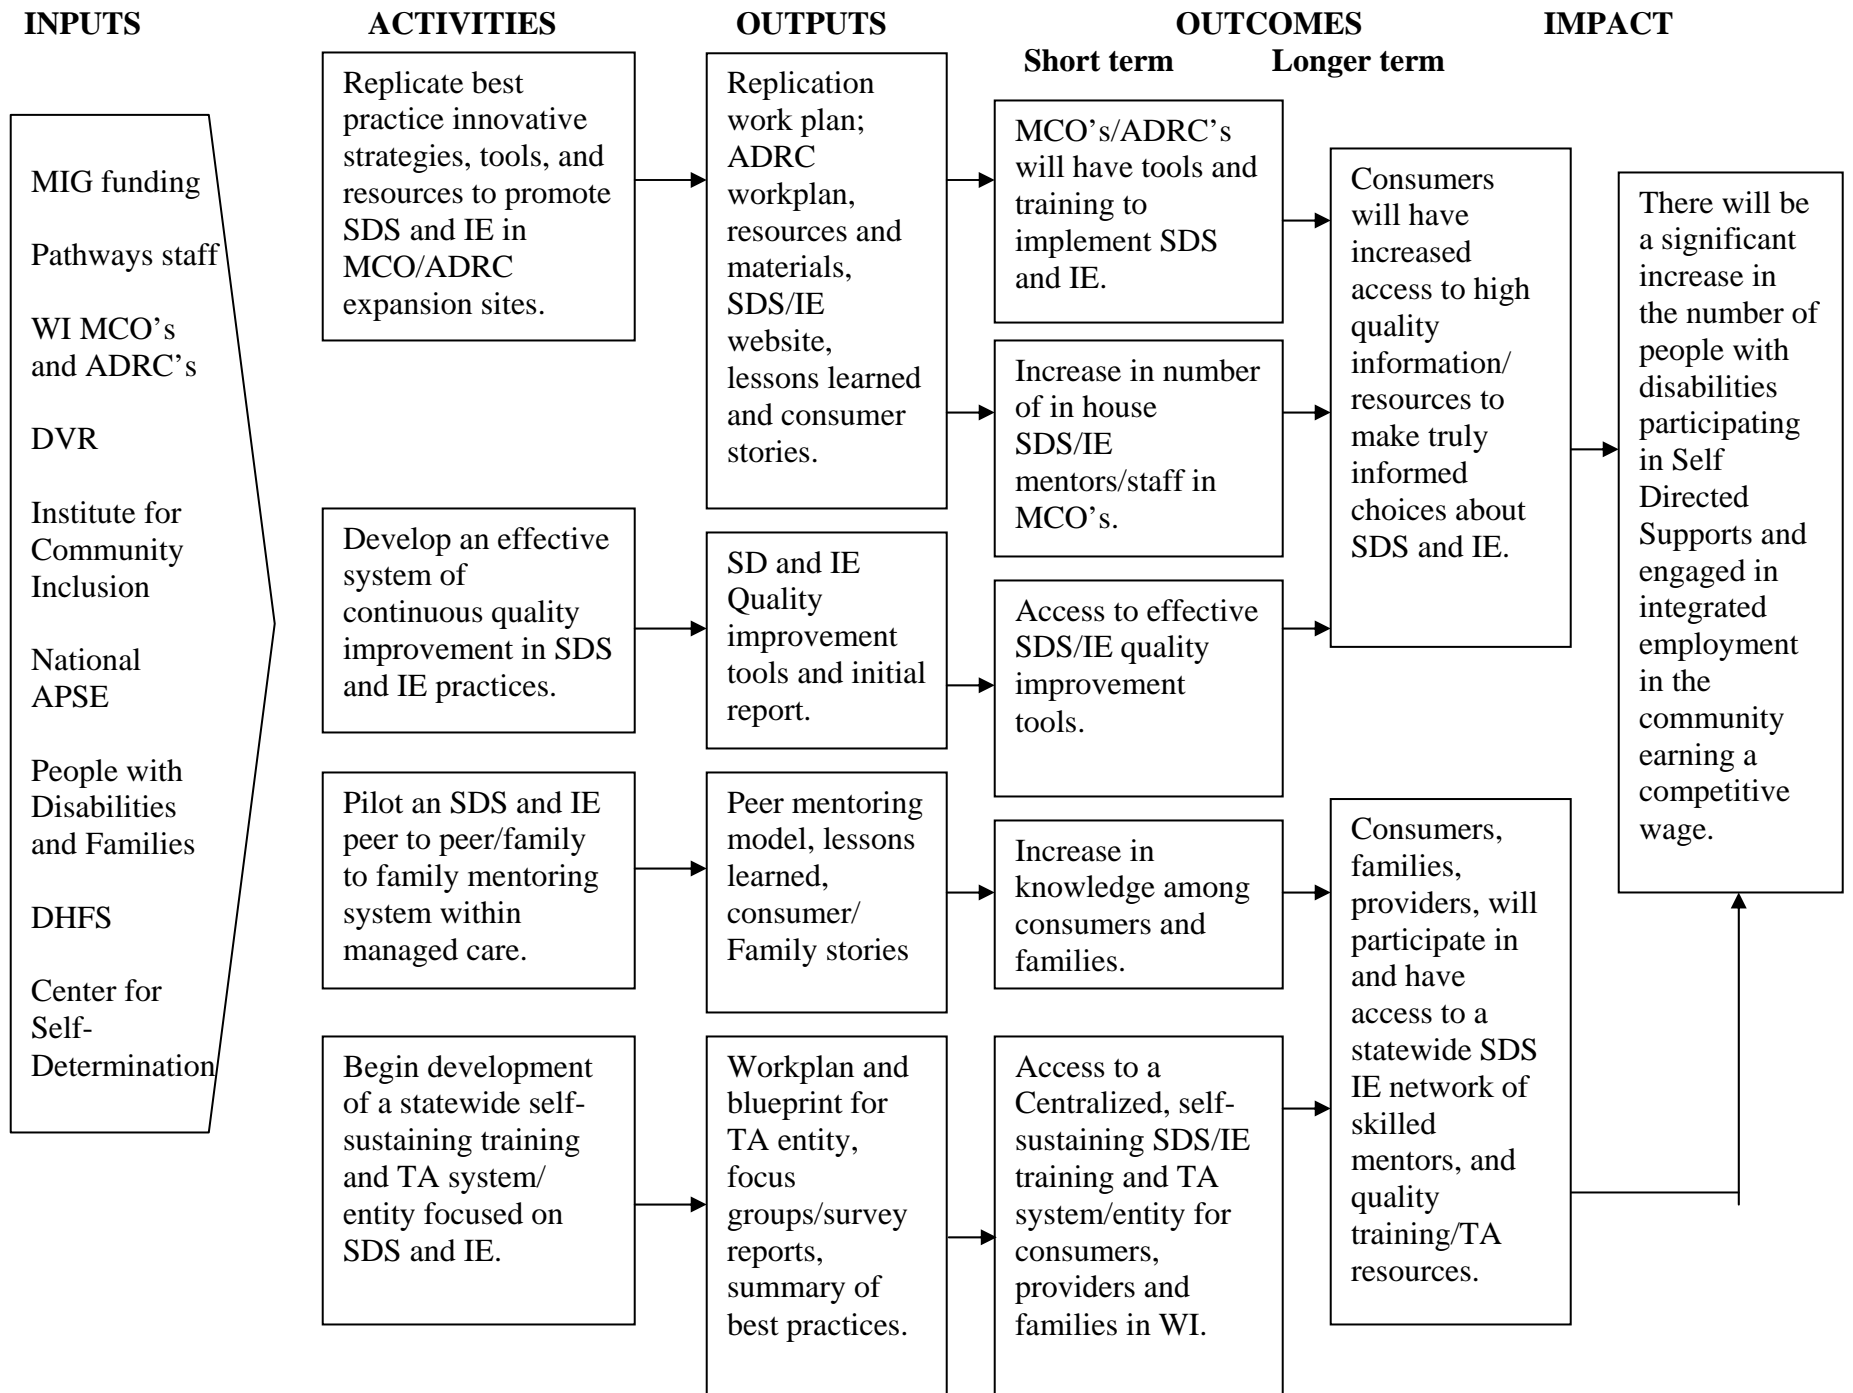 INPUTS
ACTIVITIES
OUTPUTS
OUTCOMES
IMPACT
Short term
Longer term
MIG funding
Pathways staff
WI MCO’s
and ADRC’s
DVR
Institute for
Community
Inclusion
National
APSE
People with
Disabilities
and Families
DHFS
Center for
Self-
Determination
Replicate best
practice innovative
strategies, tools, and
resources to promote
SDS and IE in
MCO/ADRC
expansion sites.
Develop an effective
system of
continuous quality
improvement in SDS
and IE practices.
Pilot an SDS and IE
peer to peer/family
to family mentoring
system within
managed care.
Begin development
of a statewide self-
sustaining training
and TA system/
entity focused on
SDS and IE.
Replication
work plan;
ADRC
workplan,
resources and
materials,
SDS/IE
website,
lessons learned
and consumer
stories.
SD and IE
Quality
improvement
tools and initial
report.
Peer mentoring
model, lessons
learned,
consumer/
Family stories
Workplan and
blueprint for
TA entity,
focus
groups/survey
reports,
summary of
best practices.
MCO’s/ADRC’s
will have tools and
training to
implement SDS
and IE.
Increase in number
of in house
SDS/IE
mentors/staff in
MCO’s.
Access to effective
SDS/IE quality
improvement
tools.
Increase in
knowledge among
consumers and
families.
Access to a
Centralized, self-
sustaining SDS/IE
training and TA
system/entity for
consumers,
providers and
families in WI.
Consumers
will have
increased
access to high
quality
information/
resources to
make truly
informed
choices about
SDS and IE.
Consumers,
families,
providers, will
participate in
and have
access to a
statewide SDS
IE network of
skilled
mentors, and
quality
training/TA
resources.
There will be
a significant
increase in
the number of
people with
disabilities
participating
in Self
Directed
Supports and
engaged in
integrated
employment
in the
community
earning a
competitive
wage.